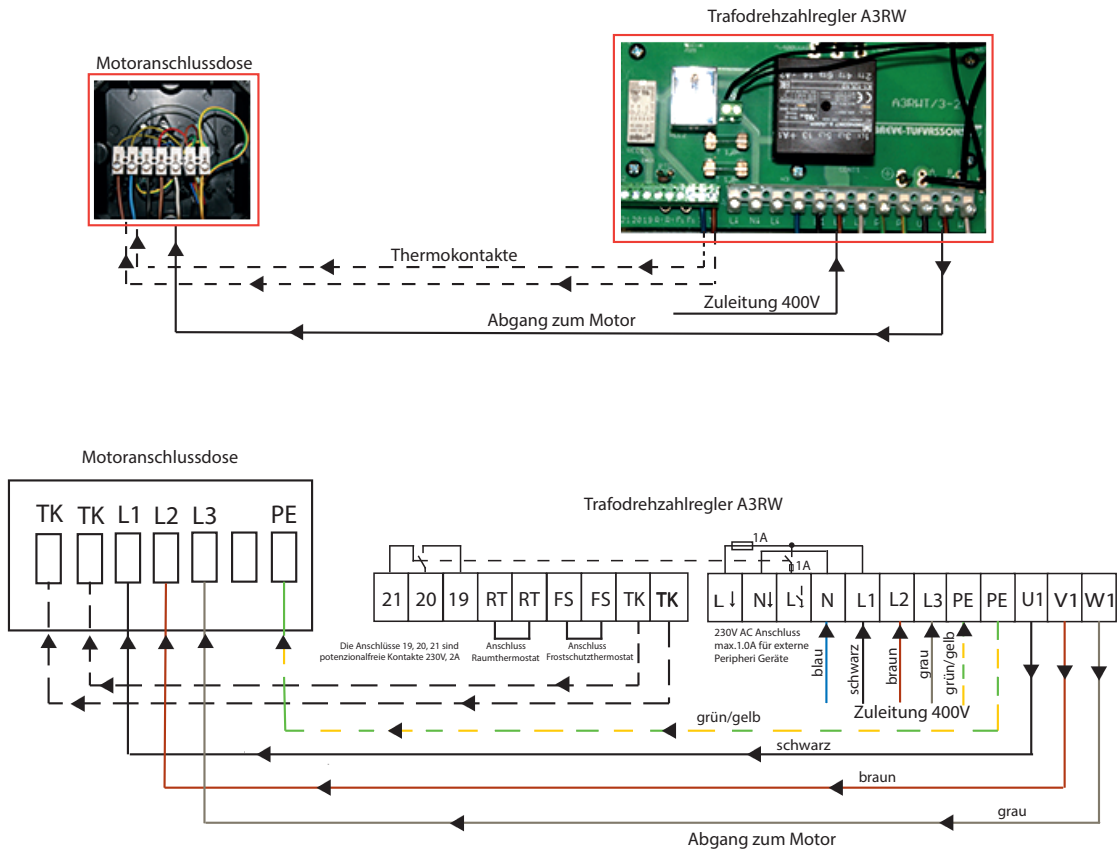 Trafodrehzahlregler A3RW
Motoranschlussdose
A3RWT/3-2
Thermokontakte
Zuleitung 400V
Abgang zum Motor
Motoranschlussdose
TK TK L1 L2 L3 PE
Trafodrehzahlregler A3RW
1A
1A
21 20 19 RT RT FS FS TK TK
L↓ N↓ L N L1 L2 L3 PE PE U1 V1 W1
Die Anschlüsse 19, 20, 21 sind
potenzionalfreie Kontakte 230V, 2A
Anschluss
Raumthermostat
Anschluss
Frostschutzthermostat
230V AC Anschluss
max.1.0A für externe
Peripheri Geräte
blau
schwarz
braun
grau
grün/gelb
Zuleitung 400V
grün/gelb
schwarz
braun
grau
Abgang zum Motor